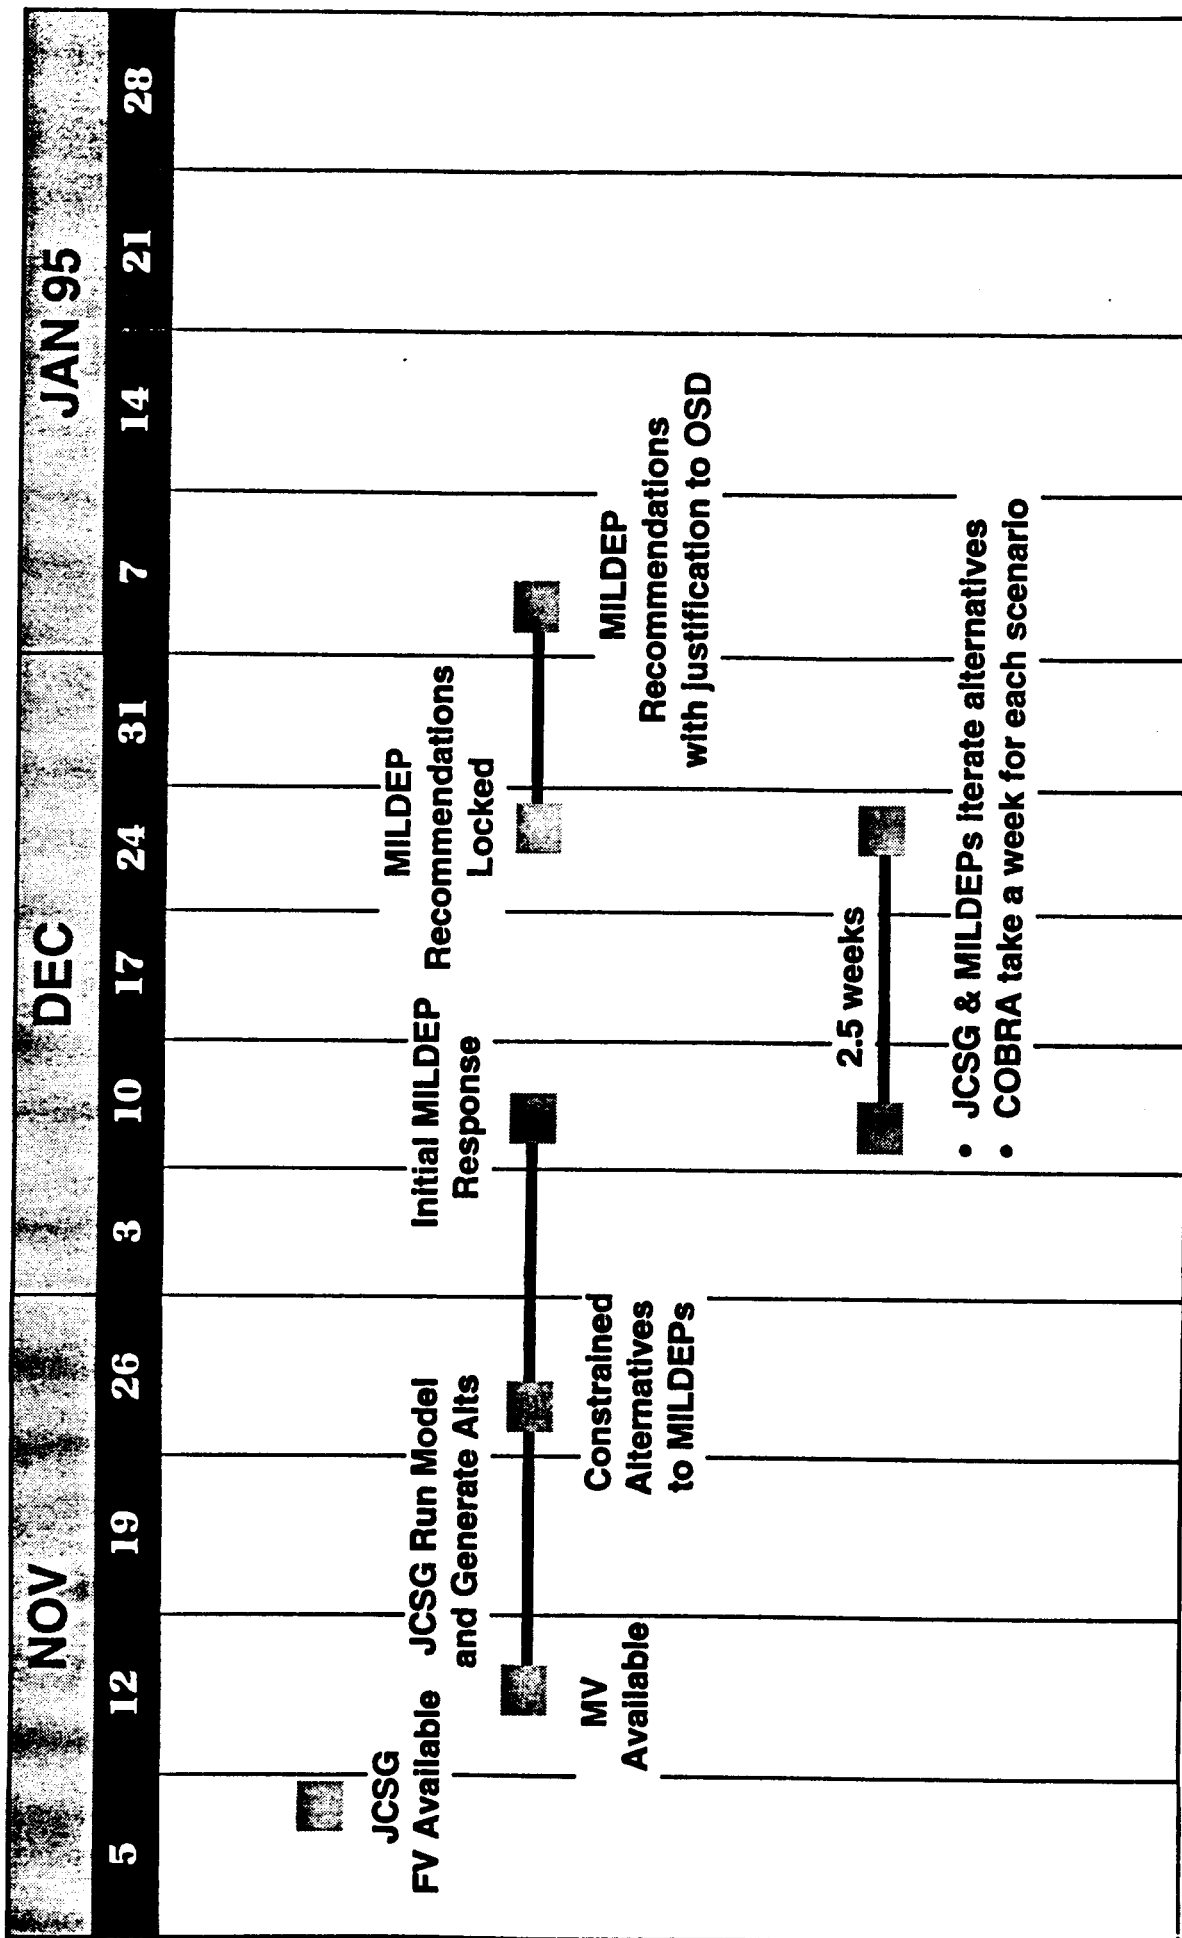 NOV DEC JAN 95
5 12 19 26 3 10 17 24 31 7 14 21 28
JCSG
FV Available
JCSG Run Model
and Generate Alts
Initial MILDEP
Response
MILDEP
Recommendations
Locked
MV
Available
Constrained
Alternatives
to MILDEPs
MILDEP
Recommendations
with justification to OSD
2.5 weeks
• JCSG & MILDEPs iterate alternatives
• COBRA take a week for each scenario